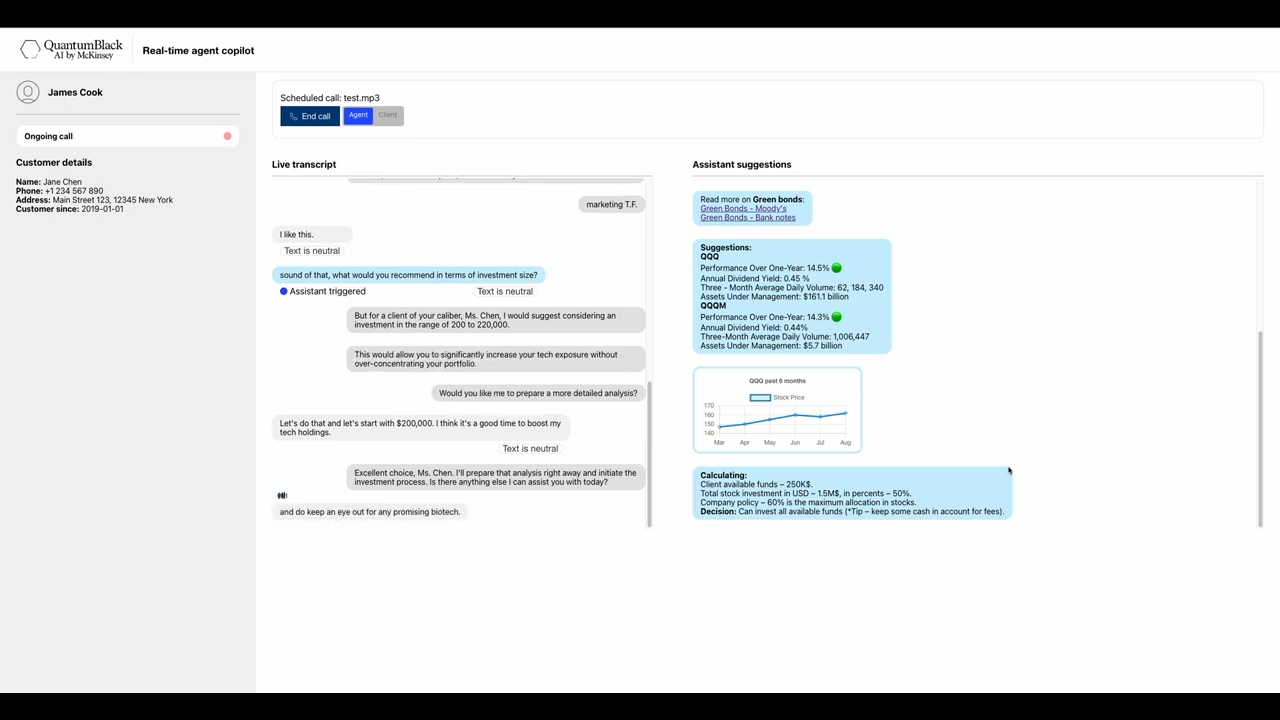 QuantumBlack
AI by McKinsey
Real-time agent copilot
James Cook
Ongoing call
Customer details
Name: Jane Chen
Phone: +1 234 567 890
Address: Main Street 123, 12345 New York
Customer since: 2019-01-01
Scheduled call: test.mp3
End call
Agent
Client
Live transcript
marketing T.F.
I like this.
Text is neutral
sound of that, what would you recommend in terms of investment size?
Assistant triggered
Text is neutral
But for a client of your caliber, Ms. Chen, I would suggest considering an
investment in the range of 200 to 220,000.
This would allow you to significantly increase your tech exposure without
over-concentrating your portfolio.
Would you like me to prepare a more detailed analysis?
Let's do that and let's start with $200,000. I think it's a good time to boost my
tech holdings.
Text is neutral
Excellent choice, Ms. Chen. I'll prepare that analysis right away and initiate the
investment process. Is there anything else I can assist you with today?
and do keep an eye out for any promising biotech.
Assistant suggestions
Read more on Green bonds:
Green Bonds - Moody's
Green Bonds - Bank notes
Suggestions:
QQQ
Performance Over One-Year: 14.5%
Annual Dividend Yield: 0.45 %
Three - Month Average Daily Volume: 62, 184, 340
Assets Under Management: $161.1 billion
QQQM
Performance Over One-Year: 14.3%
Annual Dividend Yield: 0.44%
Three-Month Average Daily Volume: 1,006,447
Assets Under Management: $5.7 billion
QQQ past 6 months
Stock Price
170
160
150
140
Mar Apr May Jun Jul Aug
Calculating:
Client available funds – 250K$.
Total stock investment in USD – 1.5M$, in percents – 50%.
Company policy – 60% is the maximum allocation in stocks.
Decision: Can invest all available funds (*Tip – keep some cash in account for fees).